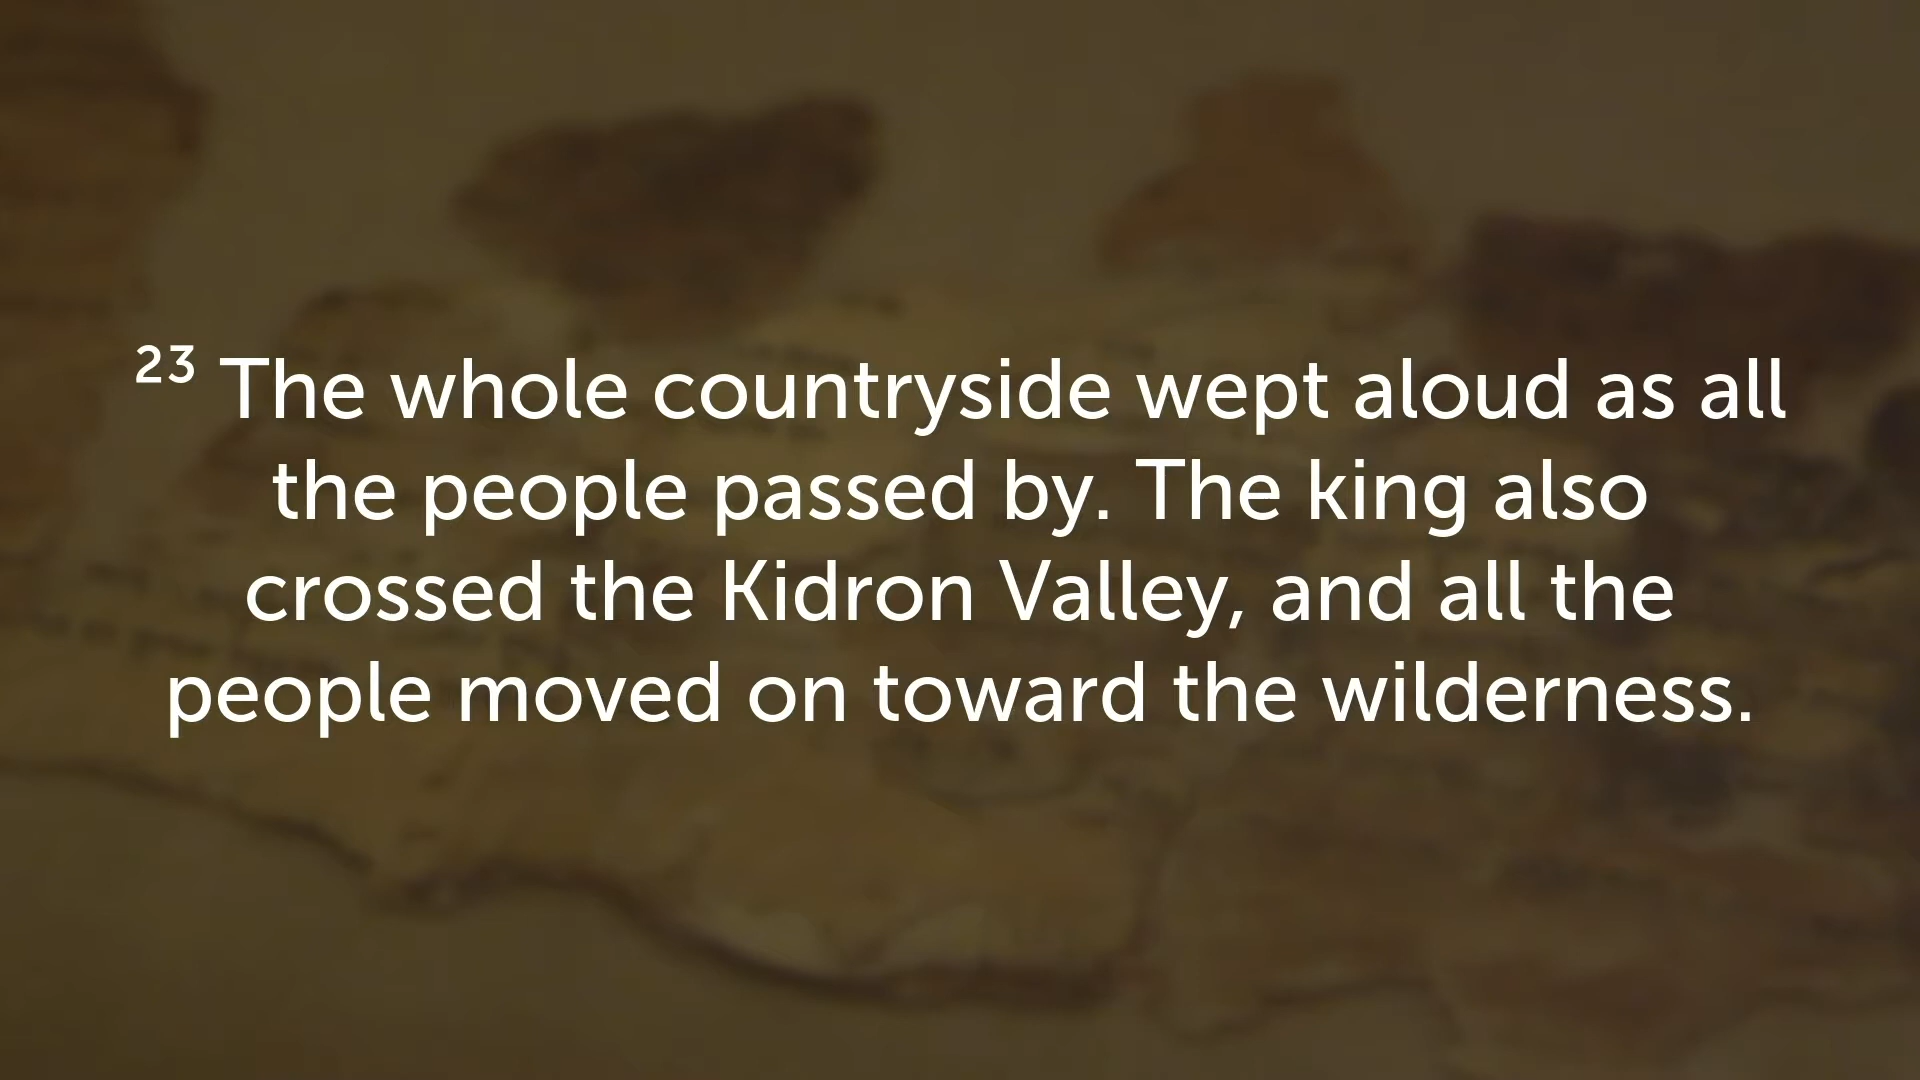 23 The whole countryside wept aloud as all
the people passed by. The king also
crossed the Kidron Valley, and all the
people moved on toward the wilderness.